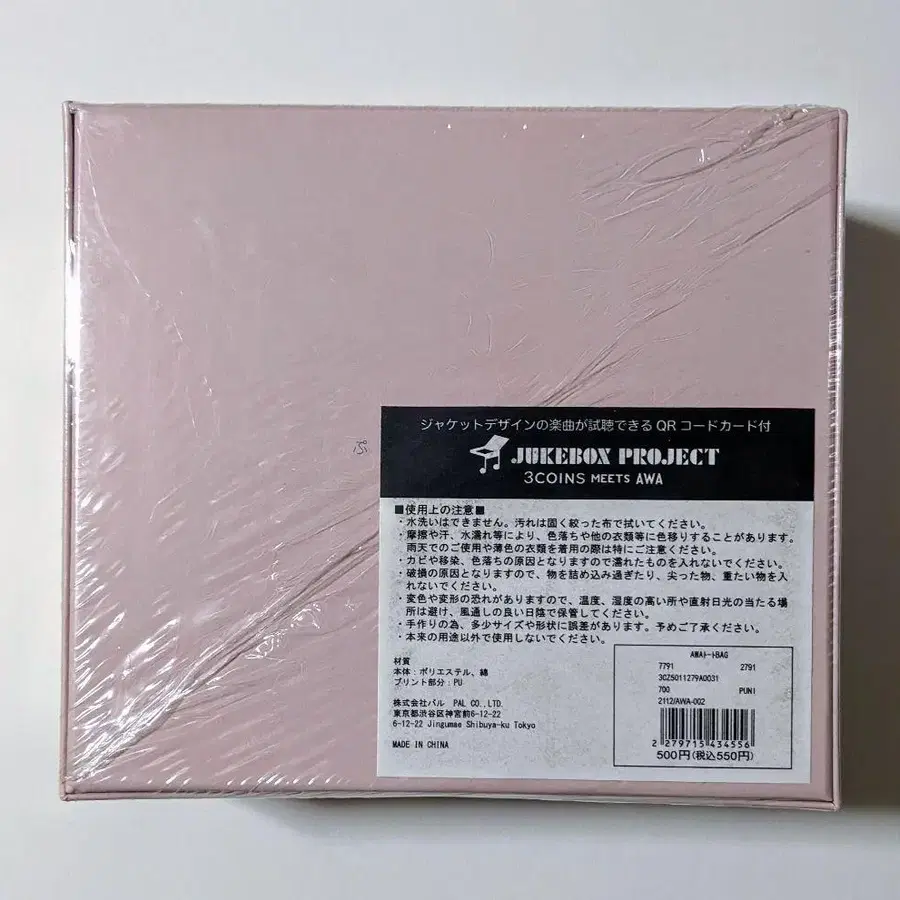 ジャケットデザインの楽曲が試聴できるQRコードカード付
JUKEBOX PROJECT
3COINS MEETS AWA
■使用上の注意■
・水洗いはできません。汚れは固く絞った布で拭いてください。
・摩擦や汗、水濡れ等により、色落ちや他の衣類等に色移りすることがあります。
雨天でのご使用や薄色の衣類を着用の際は特にご注意ください。
・カビや移染、色落ちの原因となりますので濡れたものを入れないでください。
・破損の原因となりますので、物を詰め込み過ぎたり、尖った物、重たい物を入
れないでください。
・変色や変形の恐れがありますので、温度、湿度の高い所や直射日光の当たる場
所は避け、風通しの良い日陰で保管してください。
・手作りの為、多少サイズや形状に誤差があります。予めご了承ください。
・本来の用途以外で使用しないでください。
材質
本体：ポリエステル、綿
プリント部分：PU
株式会社パル PAL CO.,LTD.
東京都渋谷区神宮前6-12-22
6-12-22 Jingumae Shibuya-ku Tokyo
MADE IN CHINA
AWAﾄｰﾄBAG
7791 2791
3CZ5011279A0031
700 PUN1
2112/AWA-002
2 279715 434556
500円(税込550円)